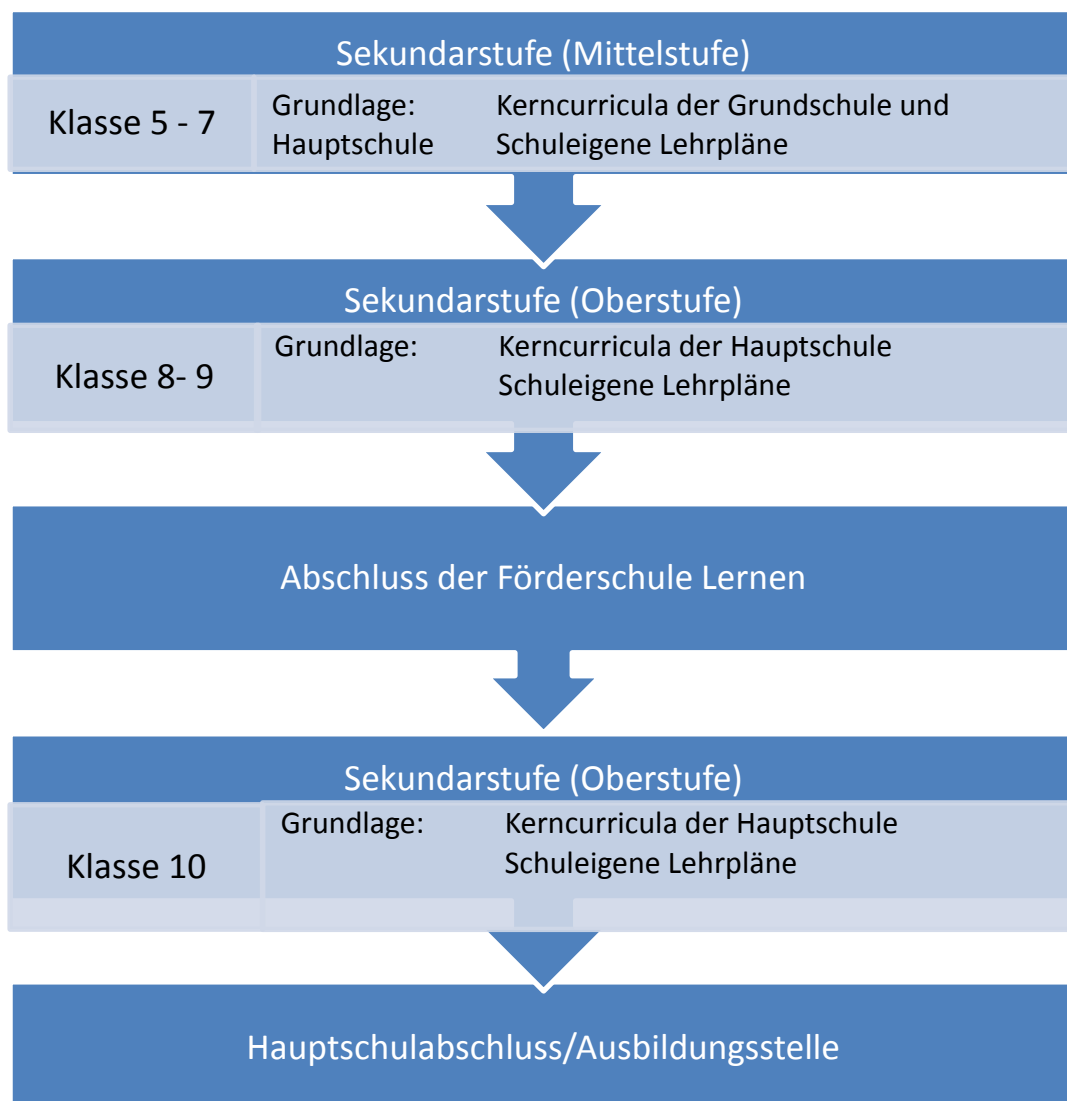 Sekundarstufe (Mittelstufe)
Klasse 5 - 7
Grundlage: Kerncurricula der Grundschule und
Hauptschule Schuleigene Lehrpläne
Sekundarstufe (Oberstufe)
Klasse 8- 9
Grundlage: Kerncurricula der Hauptschule
Schuleigene Lehrpläne
Abschluss der Förderschule Lernen
Sekundarstufe (Oberstufe)
Klasse 10
Grundlage: Kerncurricula der Hauptschule
Schuleigene Lehrpläne
Hauptschulabschluss/Ausbildungsstelle